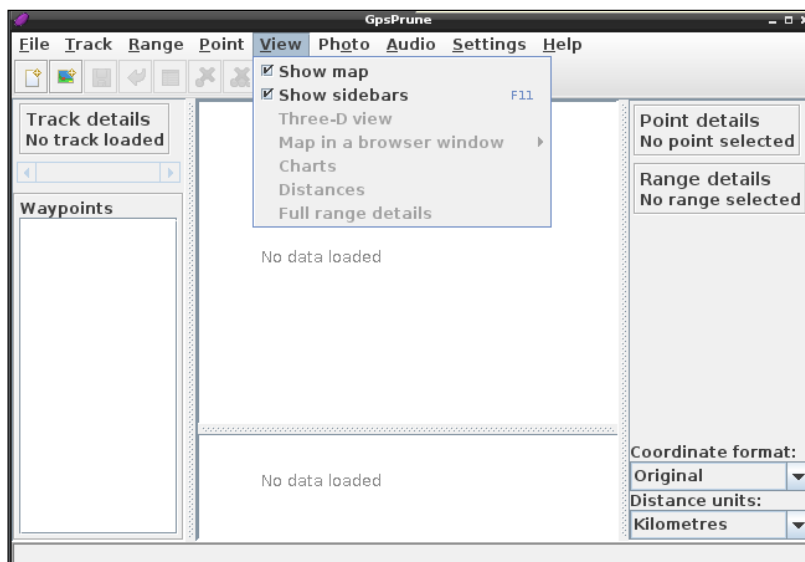 GpsPrune
File Track Range Point View Photo Audio Settings Help
Show map
Show sidebars F11
Three-D view
Map in a browser window
Charts
Distances
Full range details
Track details
No track loaded
Waypoints
No data loaded
No data loaded
Point details
No point selected
Range details
No range selected
Coordinate format:
Original
Distance units:
Kilometres